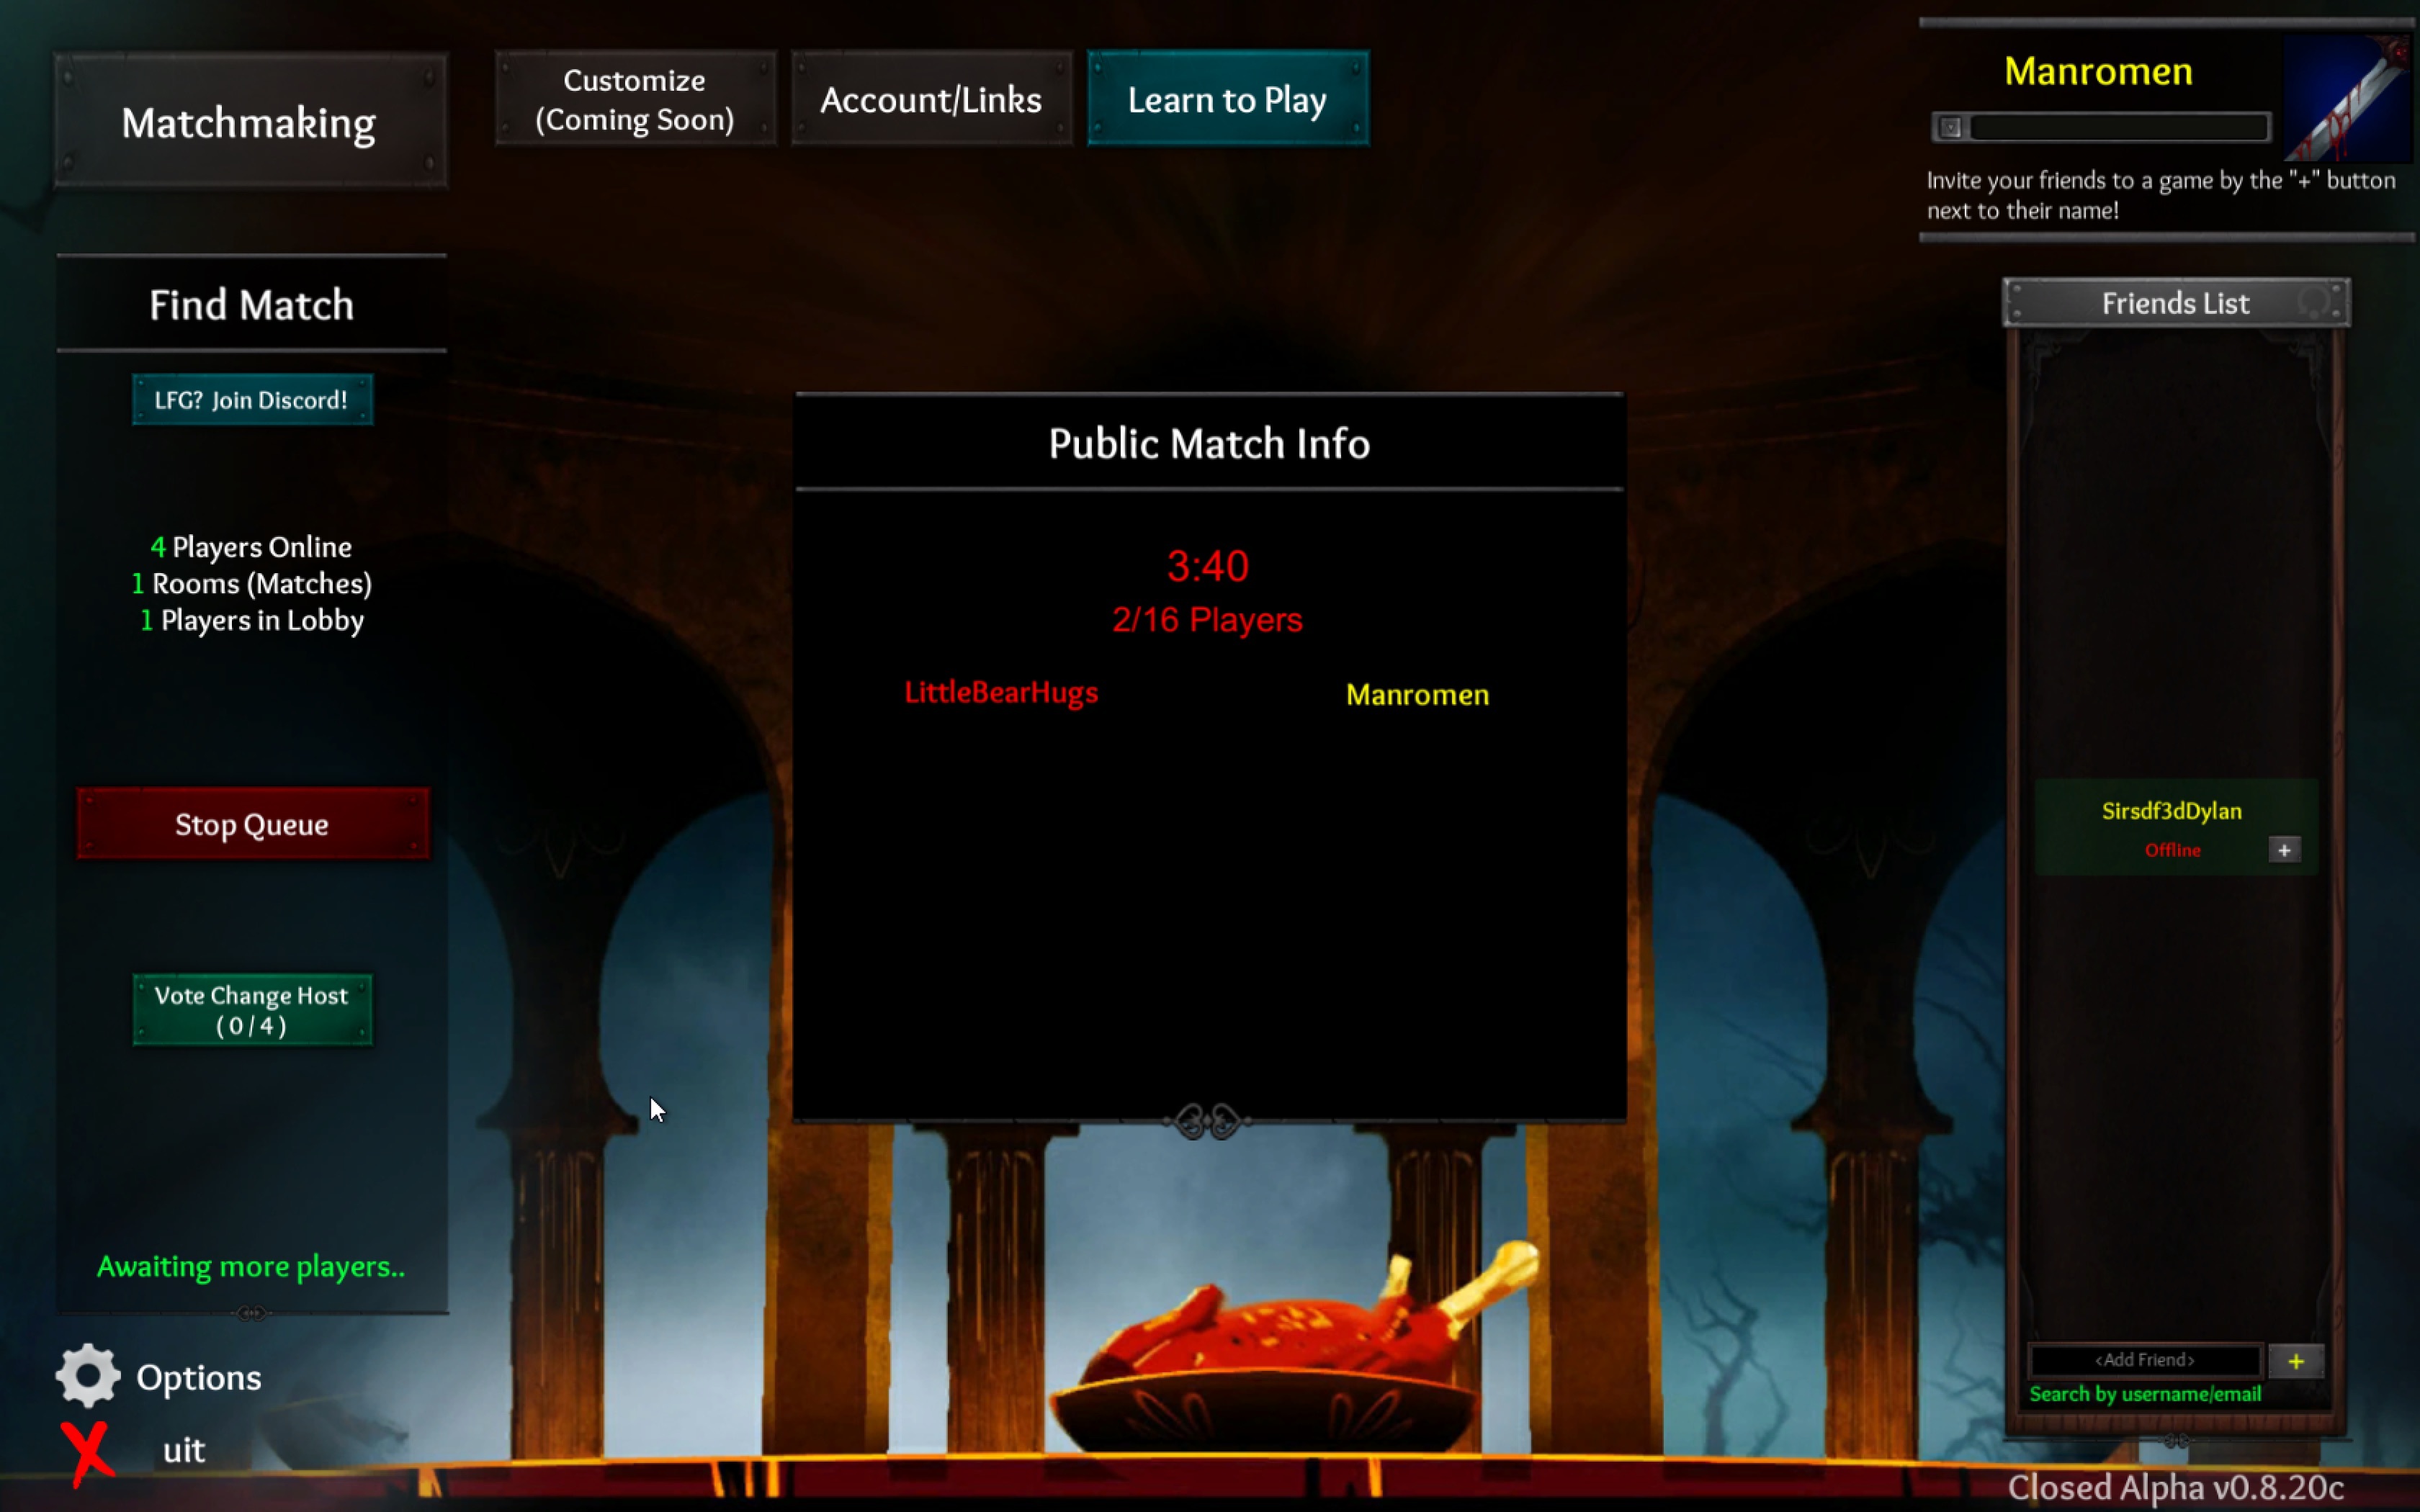 Matchmaking
Customize
(Coming Soon)
Account/Links
Learn to Play
Manromen
Invite your friends to a game by the "+" button
next to their name!
Find Match
LFG? Join Discord!
4 Players Online
1 Rooms (Matches)
1 Players in Lobby
Stop Queue
Vote Change Host
( 0 / 4 )
Awaiting more players..
Options
X uit
Public Match Info
3:40
2/16 Players
LittleBearHugs
Manromen
Friends List
Sirsdf3dDylan
Offline
+
<Add Friend>
+
Search by username/email
Closed Alpha v0.8.20c